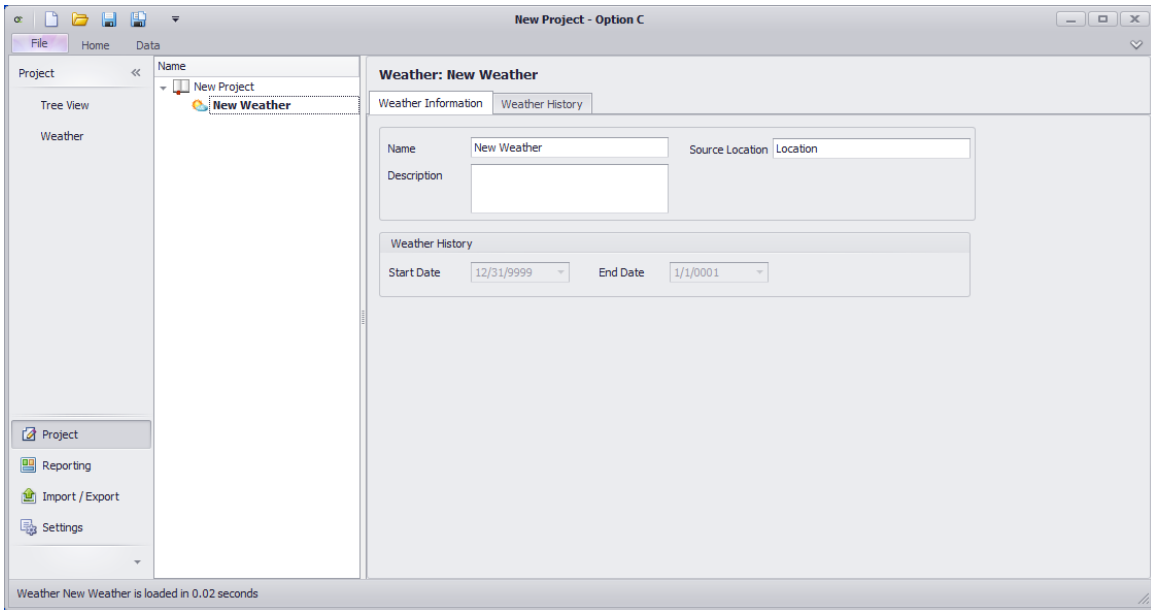 New Project - Option C
File Home Data
Project
Tree View
Weather
Project
Reporting
Import / Export
Settings
Name
New Project
New Weather
Weather: New Weather
Weather Information Weather History
Name New Weather Source Location Location
Description
Weather History
Start Date 12/31/9999 End Date 1/1/0001
Weather New Weather is loaded in 0.02 seconds